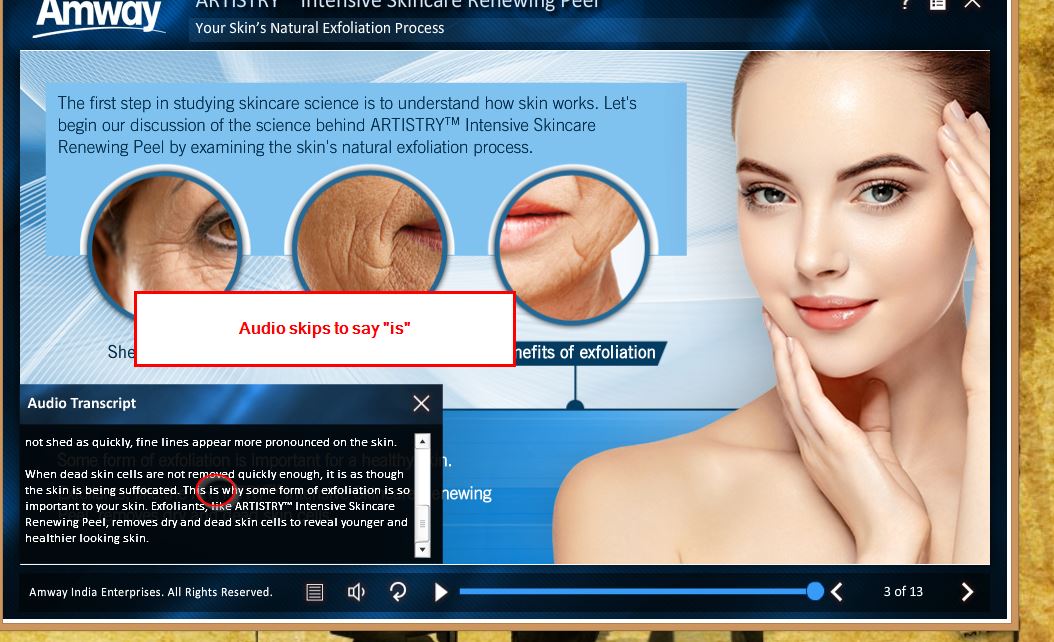 Amway
ARTISTRY™ Intensive Skincare Renewing Peel
?
Your Skin's Natural Exfoliation Process
The first step in studying skincare science is to understand how skin works. Let's
begin our discussion of the science behind ARTISTRY™ Intensive Skincare
Renewing Peel by examining the skin's natural exfoliation process.
Audio skips to say "is"
She
nefits of exfoliation
Audio Transcript
not shed as quickly, fine lines appear more pronounced on the skin.
Some form of exfoliation is important for a healthy
n.
When dead skin cells are not removed quickly enough, it is as though
the skin is being suffocated. This is why some form of exfoliation is so
important to your skin. Exfoliants, like ARTISTRY™ Intensive Skincare
Renewing Peel, removes dry and dead skin cells to reveal younger and
healthier looking skin.
newing
Amway India Enterprises. All Rights Reserved.
3 of 13